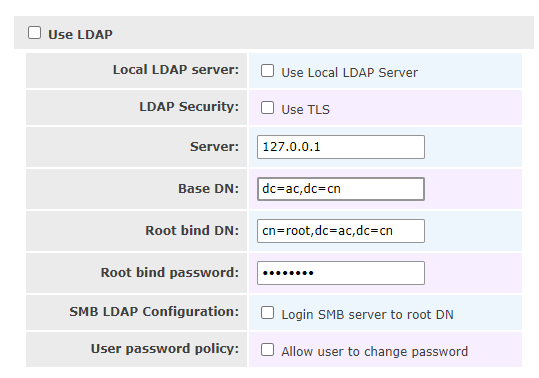 Use LDAP
Local LDAP server: Use Local LDAP Server
LDAP Security: Use TLS
Server: 127.0.0.1
Base DN: dc=ac,dc=cn
Root bind DN: cn=root,dc=ac,dc=cn
Root bind password: ••••••••
SMB LDAP Configuration: Login SMB server to root DN
User password policy: Allow user to change password